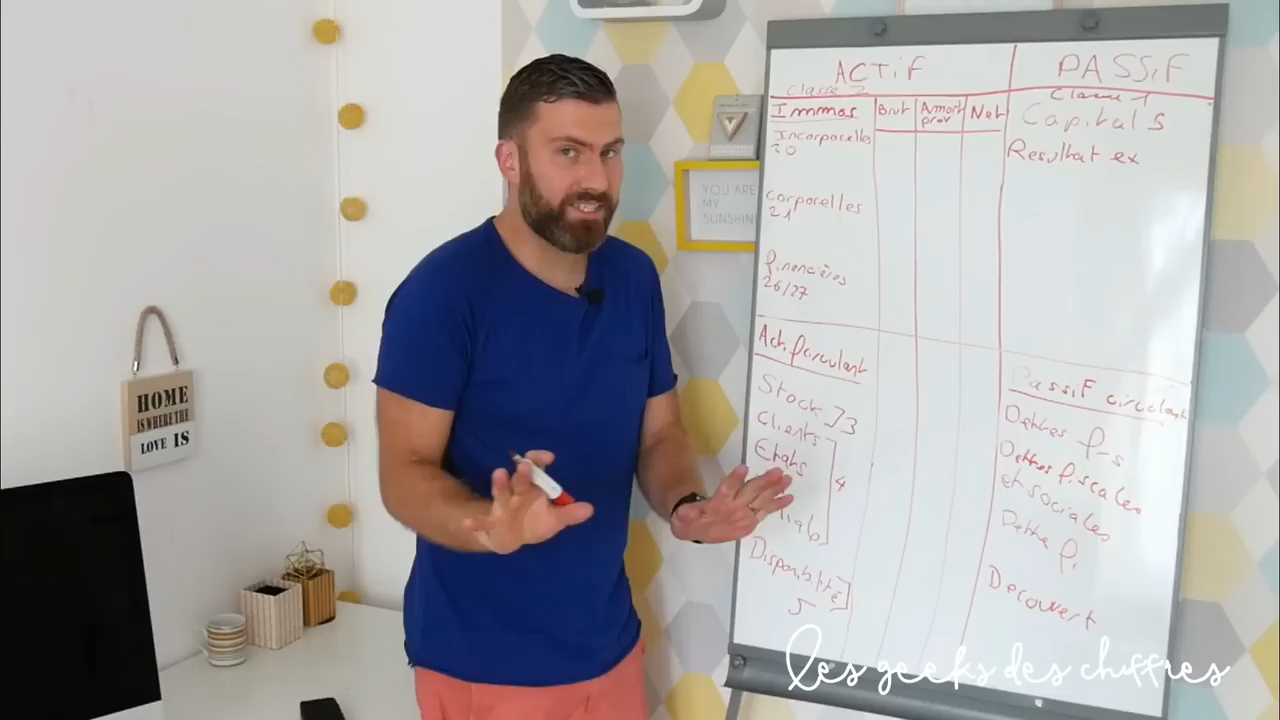 ACTIF
PASSIF
classe 2
Classe 1
Immos
Brut
Amort
prov
Net
Capitals
Incorporelles
20
Resultat ex
corporelles
21
financières
26/27
YOU ARE
MY
SUNSHINE
HOME
IS WHERE THE
LOVE IS
Actif circulant
Passif circulant
Stock ]3
Clients
Etats
4
Dettes f-s
Dettes fiscales
et sociales
Dette f
Disponibilité
5
Decouvert
les geeks des chiffres